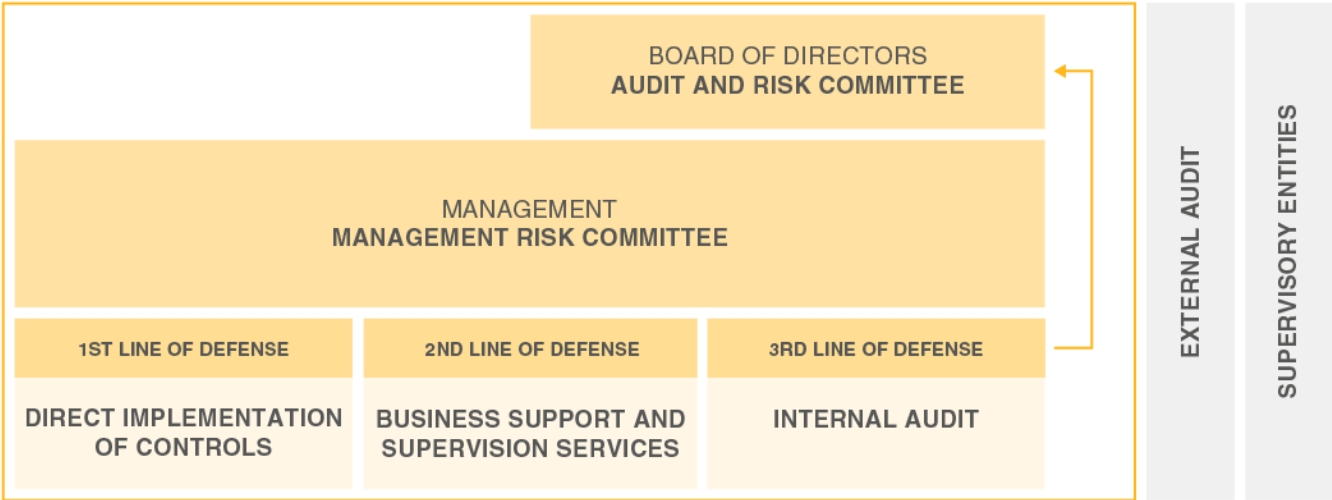 BOARD OF DIRECTORS
AUDIT AND RISK COMMITTEE
MANAGEMENT
MANAGEMENT RISK COMMITTEE
1ST LINE OF DEFENSE
DIRECT IMPLEMENTATION
OF CONTROLS
2ND LINE OF DEFENSE
BUSINESS SUPPORT AND
SUPERVISION SERVICES
3RD LINE OF DEFENSE
INTERNAL AUDIT
EXTERNAL AUDIT
SUPERVISORY ENTITIES